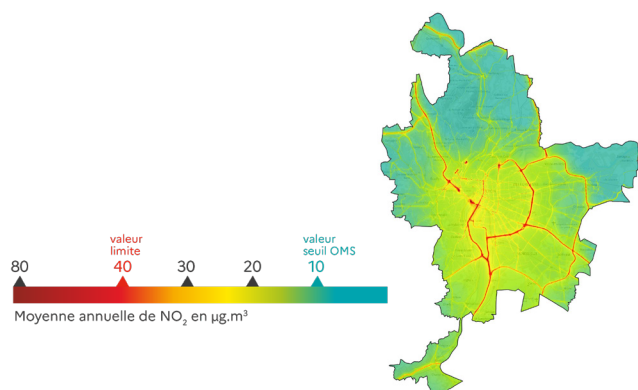 valeur
limite
valeur
seuil OMS
80
40
30
20
10
Moyenne annuelle de NO₂ en µg.m³